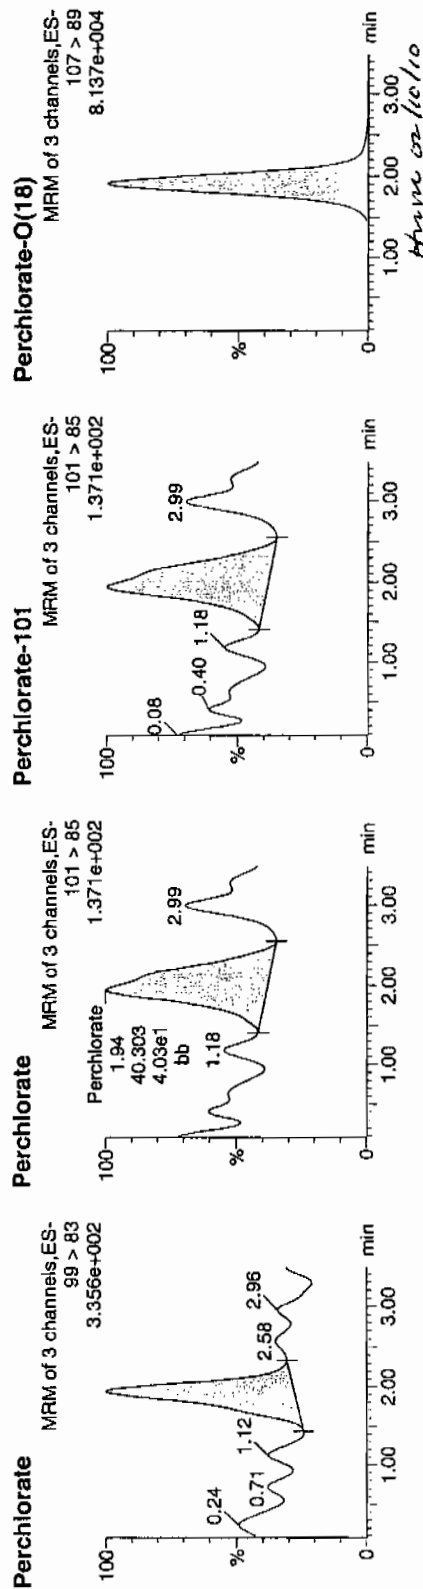 Perchlorate
MRM of 3 channels,ES-
99 > 83
3.356e+002
100
%
0
0.24
0.71
1.12
2.58
2.96
1.00
2.00
3.00
min
Perchlorate
MRM of 3 channels,ES-
101 > 85
1.371e+002
100
%
0
Perchlorate
1.94
40.303
4.03e1
bb
1.18
2.99
1.00
2.00
3.00
min
Perchlorate-101
MRM of 3 channels,ES-
101 > 85
1.371e+002
100
%
0
0.08
0.40
1.18
2.99
1.00
2.00
3.00
min
Perchlorate-O(18)
MRM of 3 channels,ES-
107 > 89
8.137e+004
100
%
0
1.00
2.00
3.00
min
02/10/10